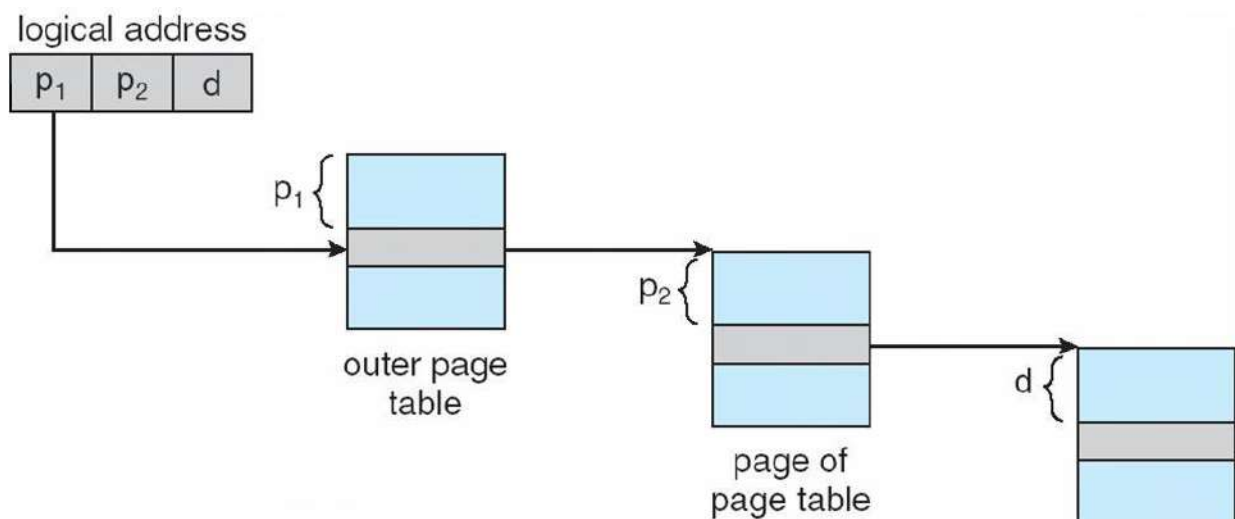 logical address
p₁ p₂ d
p₁
outer page
table
p₂
page of
page table
d